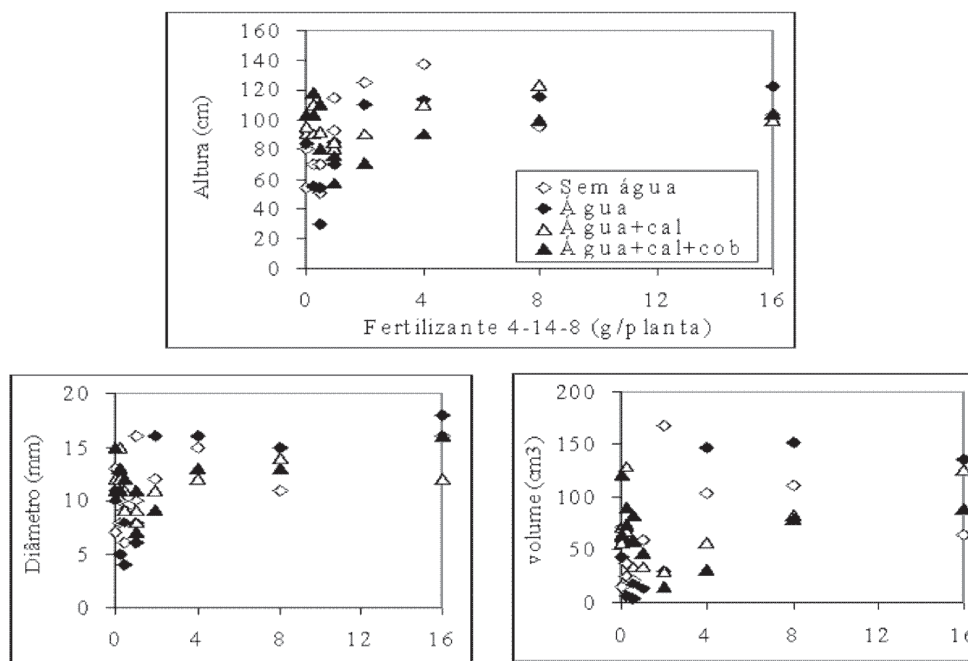 Altura (cm)
160
140
120
100
80
60
40
20
0
Sem água
Água
Água+cal
Água+cal+cob
0 4 8 12 16
Fertilizante 4-14-8 (g/planta)
Diâmetro (mm)
20
15
10
5
0
0 4 8 12 16
volume (cm3)
200
150
100
50
0
0 4 8 12 16